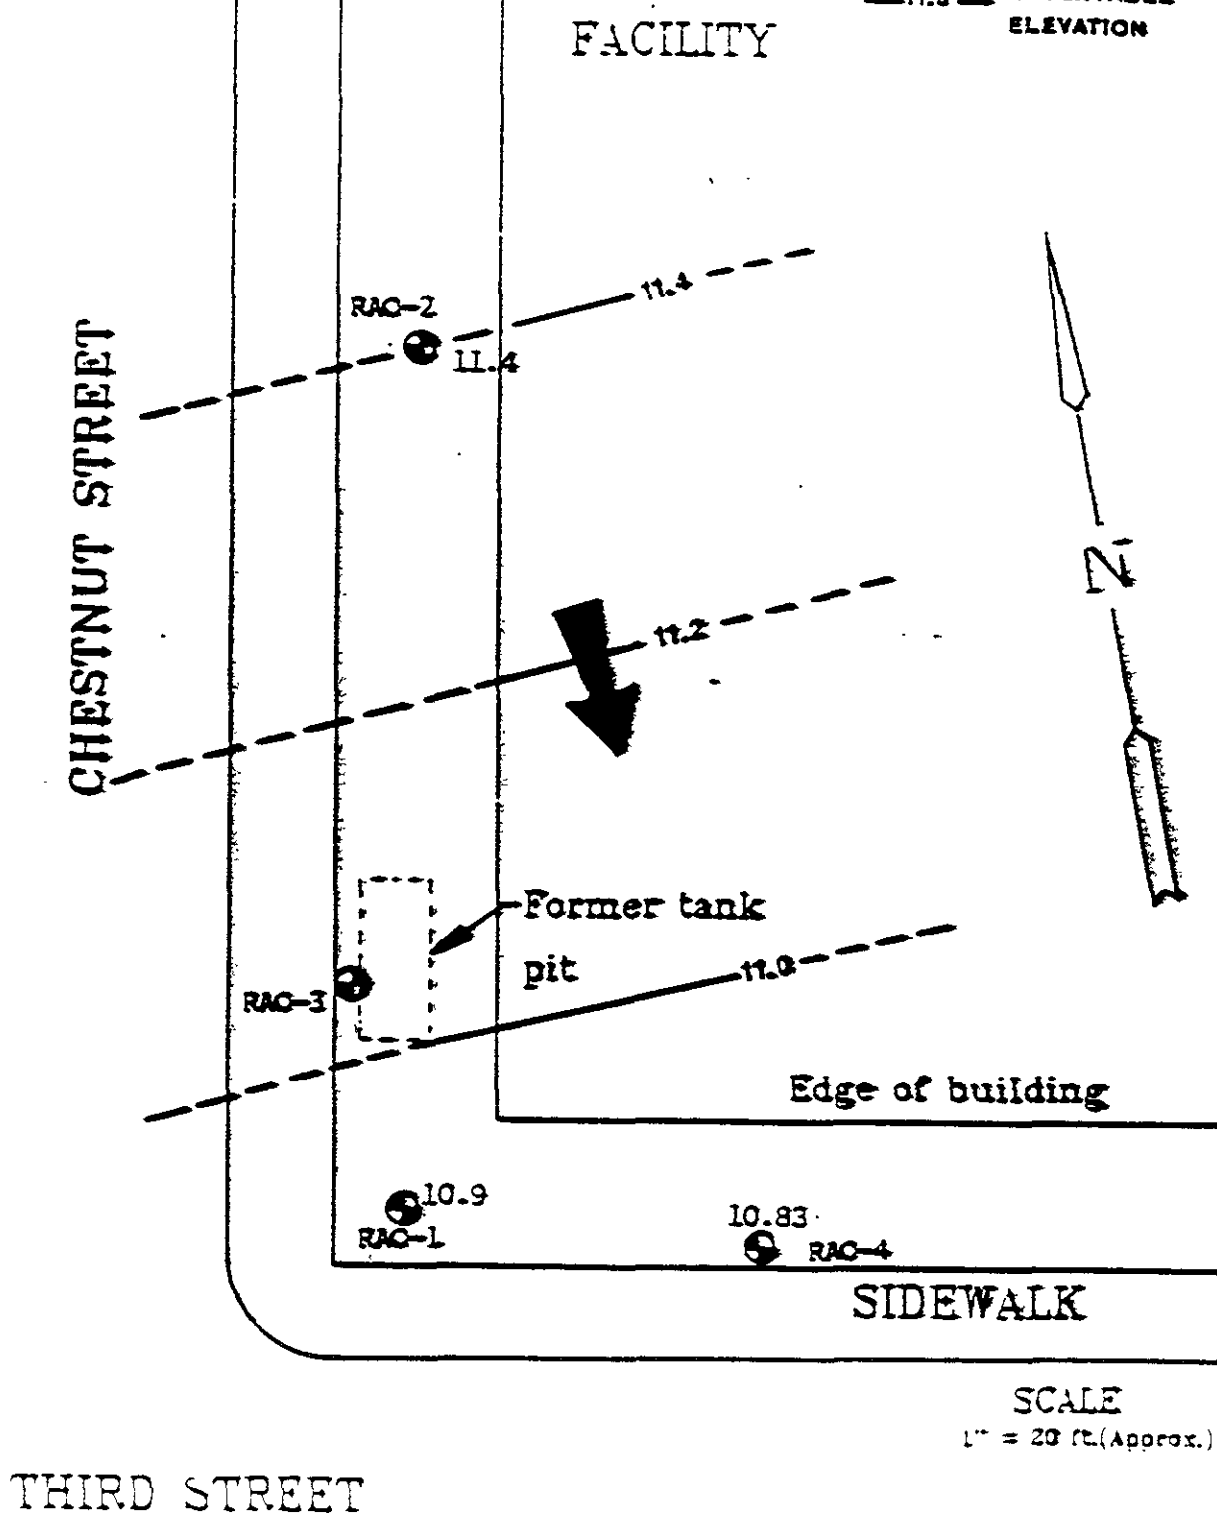 FACILITY
ELEVATION
11.4
RAC-2
11.4
CHESTNUT STREET
11.2
N
Former tank
pit
11.0
RAC-3
Edge of building
10.9
RAC-1
10.83
RAC-4
SIDEWALK
SCALE
1" = 20 ft.(Approx.)
THIRD STREET